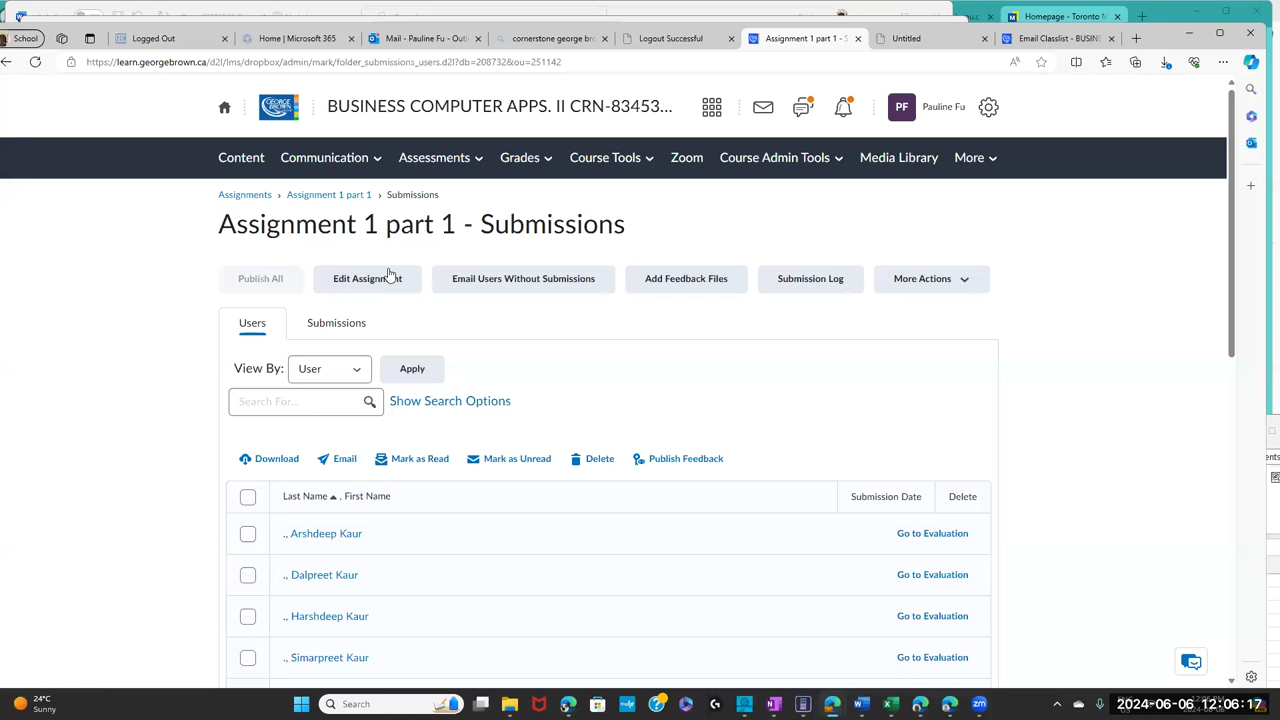 Homepage - Toronto M
School
Logged Out
Home | Microsoft 365
Mail - Pauline Fu - Outl
cornerstone george bro
Logout Successful
Assignment 1 part 1 - S
Untitled
Email Classlist - BUSINE
https://learn.georgebrown.ca/d2l/lms/dropbox/admin/mark/folder_submissions_users.d2l?db=208732&ou=251142
GEORGE BROWN
BUSINESS COMPUTER APPS. II CRN-83453...
PF
Pauline Fu
Content
Communication
Assessments
Grades
Course Tools
Zoom
Course Admin Tools
Media Library
More
Assignments › Assignment 1 part 1 › Submissions
Assignment 1 part 1 - Submissions
Publish All
Edit Assignment
Email Users Without Submissions
Add Feedback Files
Submission Log
More Actions
Users
Submissions
View By: User Apply
Search For...
Show Search Options
Download
Email
Mark as Read
Mark as Unread
Delete
Publish Feedback
Last Name , First Name
Submission Date
Delete
., Arshdeep Kaur
Go to Evaluation
., Dalpreet Kaur
Go to Evaluation
., Harshdeep Kaur
Go to Evaluation
., Simarpreet Kaur
Go to Evaluation
24°C
Sunny
Search
2024-06-06 12:06:17